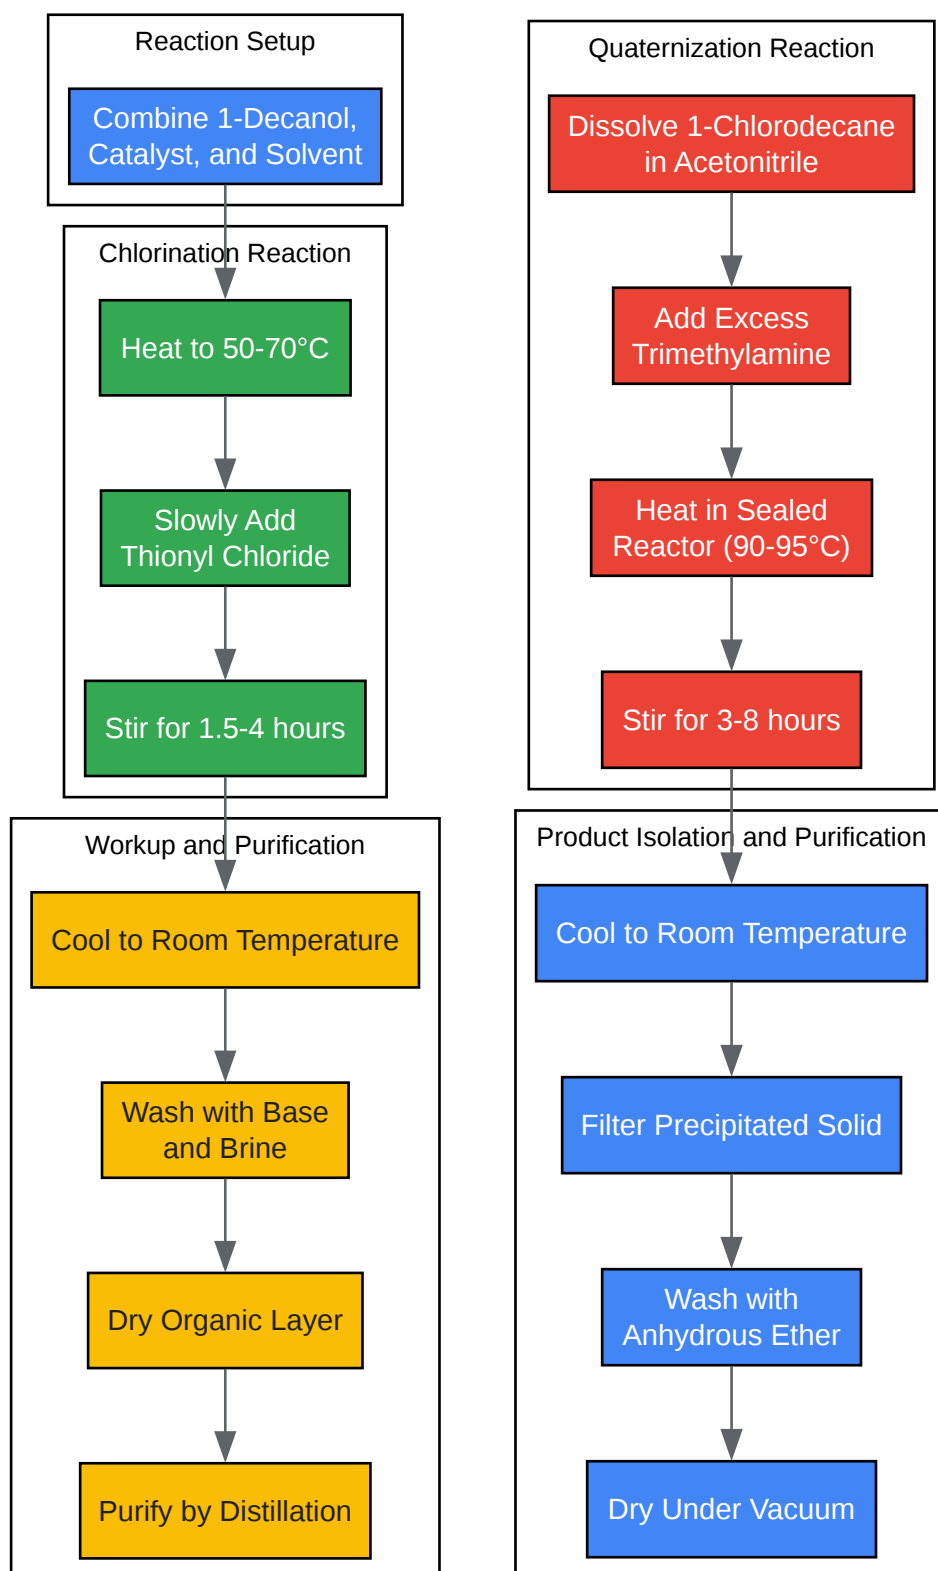 Reaction Setup
Combine 1-Decanol,
Catalyst, and Solvent
Chlorination Reaction
Heat to 50-70°C
Slowly Add
Thionyl Chloride
Stir for 1.5-4 hours
Workup and Purification
Cool to Room Temperature
Wash with Base
and Brine
Dry Organic Layer
Purify by Distillation
Quaternization Reaction
Dissolve 1-Chlorodecane
in Acetonitrile
Add Excess
Trimethylamine
Heat in Sealed
Reactor (90-95°C)
Stir for 3-8 hours
Product Isolation and Purification
Cool to Room Temperature
Filter Precipitated Solid
Wash with
Anhydrous Ether
Dry Under Vacuum